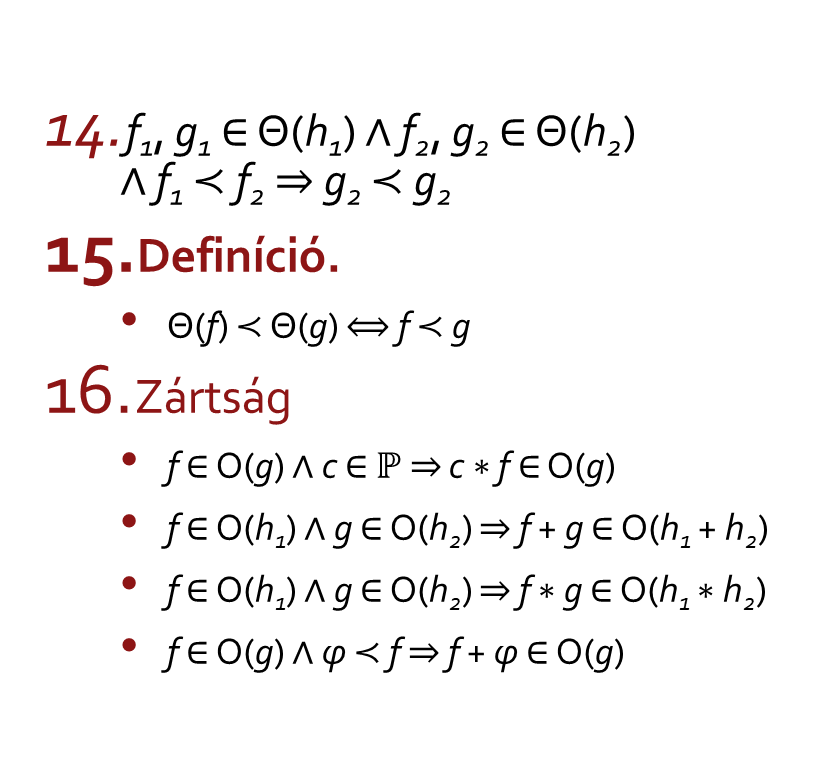 14. f₁, g₁ ∈ Θ(h₁) ∧ f₂, g₂ ∈ Θ(h₂)
∧ f₁ ≺ f₂ ⇒ g₂ ≺ g₂
15. Definíció.
• Θ(f) ≺ Θ(g) ⟺ f ≺ g
16. Zártság
• f ∈ O(g) ∧ c ∈ ℙ ⇒ c ∗ f ∈ O(g)
• f ∈ O(h₁) ∧ g ∈ O(h₂) ⇒ f + g ∈ O(h₁ + h₂)
• f ∈ O(h₁) ∧ g ∈ O(h₂) ⇒ f ∗ g ∈ O(h₁ ∗ h₂)
• f ∈ O(g) ∧ φ ≺ f ⇒ f + φ ∈ O(g)